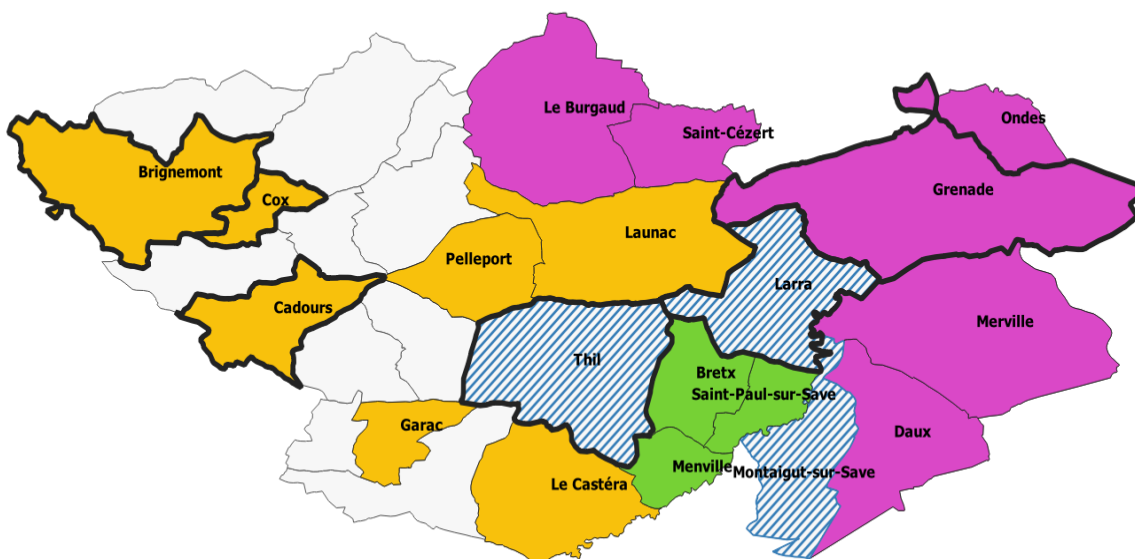 Le Burgaud
Ondes
Saint-Cézert
Brignemont
Grenade
Cox
Launac
Pelleport
Larra
Cadours
Merville
Thil
Bretx
Saint-Paul-sur-Save
Garac
Daux
Menville
Montaigut-sur-Save
Le Castéra